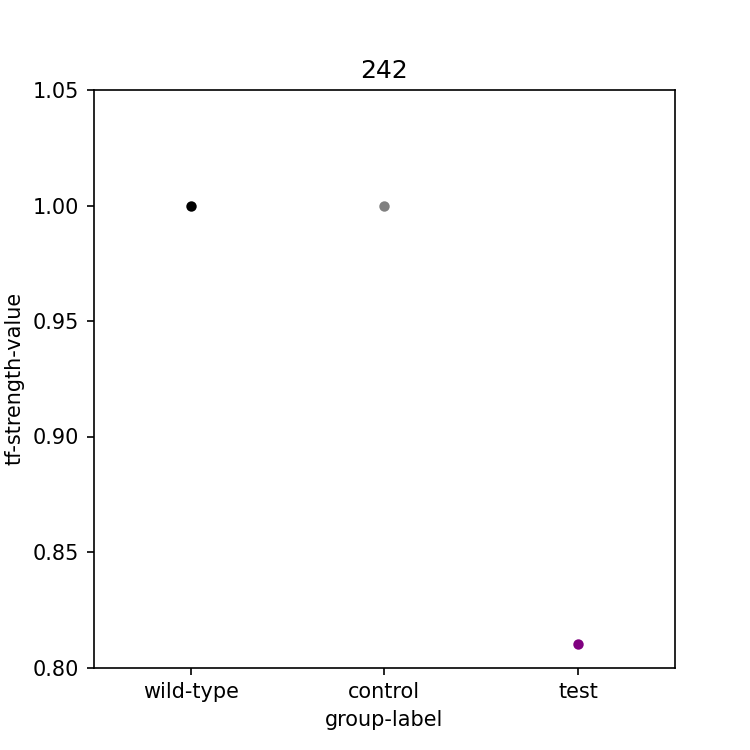 242
1.05
1.00
0.95
0.90
0.85
0.80
tf-strength-value
wild-type control test
group-label